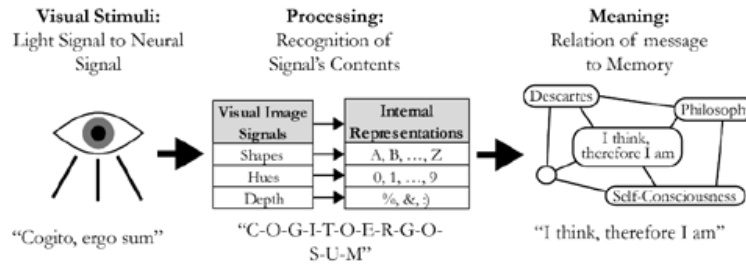 Visual Stimuli:
Light Signal to Neural
Signal
"Cogito, ergo sum"
Processing:
Recognition of
Signal's Contents
Visual Image
Signals
Internal
Representations
Shapes
A, B, ..., Z
Hues
0, 1, ..., 9
Depth
%, &, :)
"C-O-G-I-T-O-E-R-G-O-
S-U-M"
Meaning:
Relation of message
to Memory
Descartes
Philosophy
I think,
therefore I am
Self-Consciousness
"I think, therefore I am"